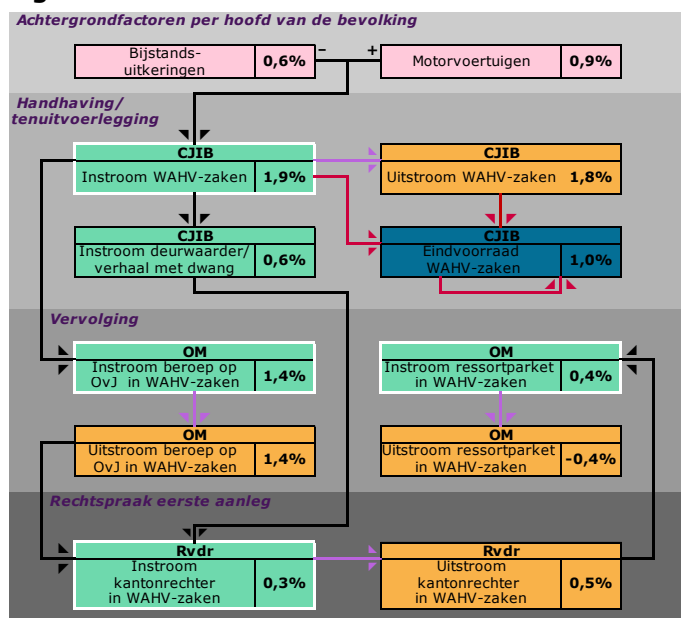 Achtergrondfactoren per hoofd van de bevolking
Bijstands-
uitkeringen
0,6%
–
+
Motorvoertuigen
0,9%
Handhaving/
tenuitvoerlegging
CJIB
Instroom WAHV-zaken
1,9%
CJIB
Uitstroom WAHV-zaken
1,8%
CJIB
Instroom deurwaarder/
verhaal met dwang
0,6%
CJIB
Eindvoorraad
WAHV-zaken
1,0%
Vervolging
OM
Instroom beroep op
OvJ in WAHV-zaken
1,4%
OM
Instroom ressortparket
in WAHV-zaken
0,4%
OM
Uitstroom beroep op
OvJ in WAHV-zaken
1,4%
OM
Uitstroom ressortparket
in WAHV-zaken
-0,4%
Rechtspraak eerste aanleg
Rvdr
Instroom
kantonrechter
in WAHV-zaken
0,3%
Rvdr
Uitstroom
kantonrechter
in WAHV-zaken
0,5%